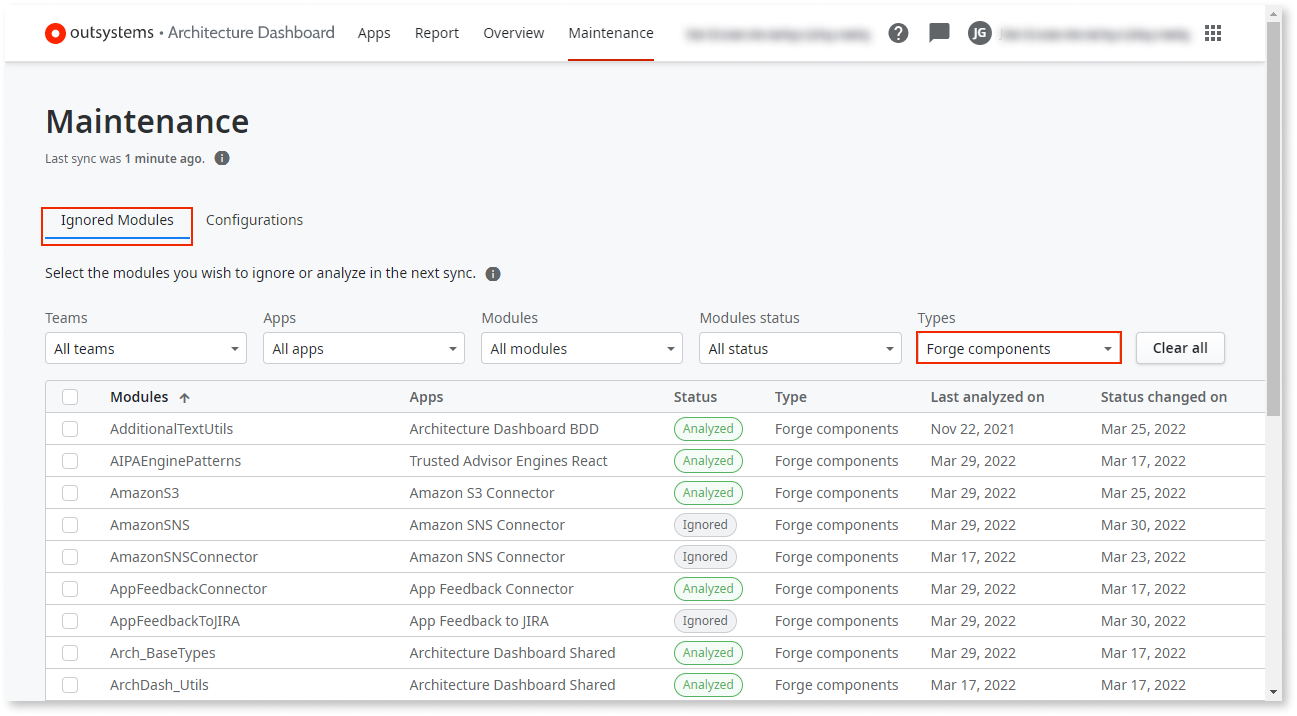 outsystems • Architecture Dashboard Apps Report Overview Maintenance JG
Maintenance
Last sync was 1 minute ago.
Ignored Modules Configurations
Select the modules you wish to ignore or analyze in the next sync.
Teams Apps Modules Modules status Types
All teams All apps All modules All status Forge components Clear all
Modules Apps Status Type Last analyzed on Status changed on
AdditionalTextUtils Architecture Dashboard BDD Analyzed Forge components Nov 22, 2021 Mar 25, 2022
AIPAEnginePatterns Trusted Advisor Engines React Analyzed Forge components Mar 29, 2022 Mar 17, 2022
AmazonS3 Amazon S3 Connector Analyzed Forge components Mar 29, 2022 Mar 25, 2022
AmazonSNS Amazon SNS Connector Ignored Forge components Mar 29, 2022 Mar 30, 2022
AmazonSNSConnector Amazon SNS Connector Ignored Forge components Mar 17, 2022 Mar 23, 2022
AppFeedbackConnector App Feedback Connector Analyzed Forge components Mar 29, 2022 Mar 17, 2022
AppFeedbackToJIRA App Feedback to JIRA Ignored Forge components Mar 29, 2022 Mar 30, 2022
Arch_BaseTypes Architecture Dashboard Shared Analyzed Forge components Mar 29, 2022 Mar 17, 2022
ArchDash_Utils Architecture Dashboard Shared Analyzed Forge components Mar 17, 2022 Mar 17, 2022